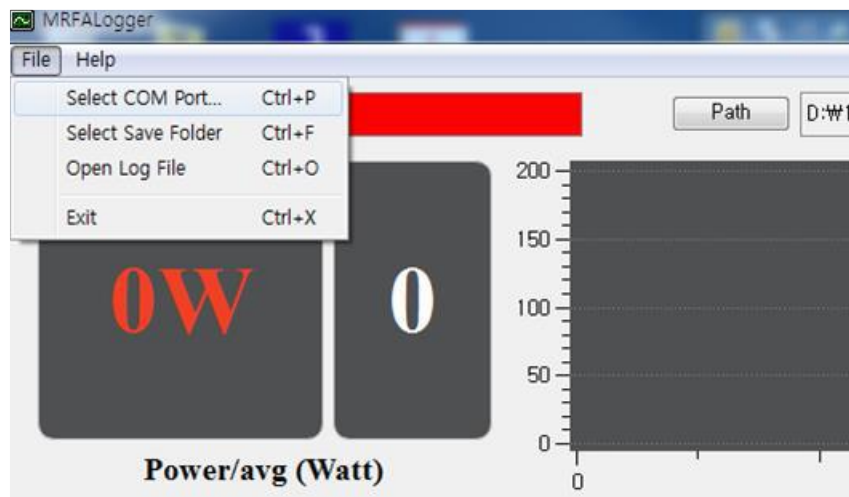 MRFALogger
File Help
Select COM Port... Ctrl+P
Select Save Folder Ctrl+F
Open Log File Ctrl+O
Exit Ctrl+X
Path D:₩1
0W 0
200
150
100
50
0
0
Power/avg (Watt)